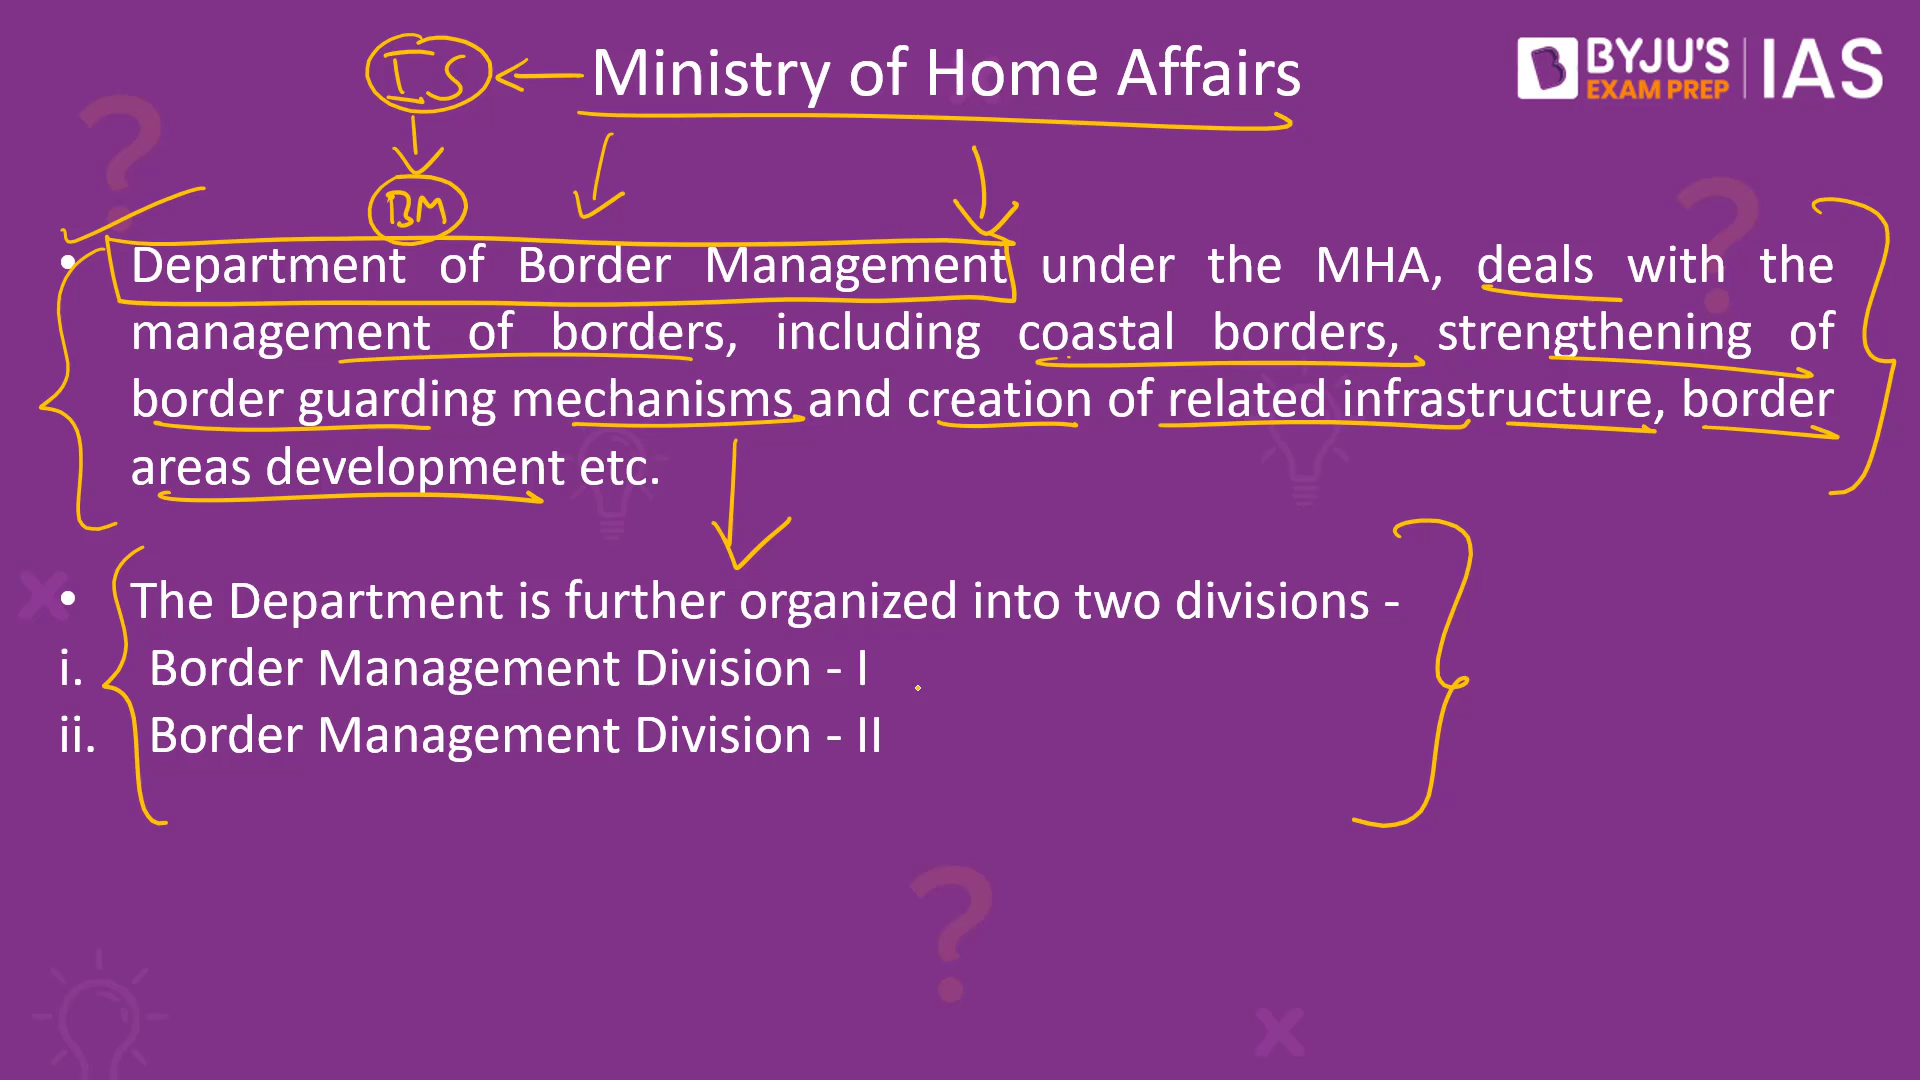 IS
Ministry of Home Affairs
BYJU'S
EXAM PREP
IAS
BM
• Department of Border Management under the MHA, deals with the
management of borders, including coastal borders, strengthening of
border guarding mechanisms and creation of related infrastructure, border
areas development etc.
• The Department is further organized into two divisions -
i. Border Management Division - I
ii. Border Management Division - II